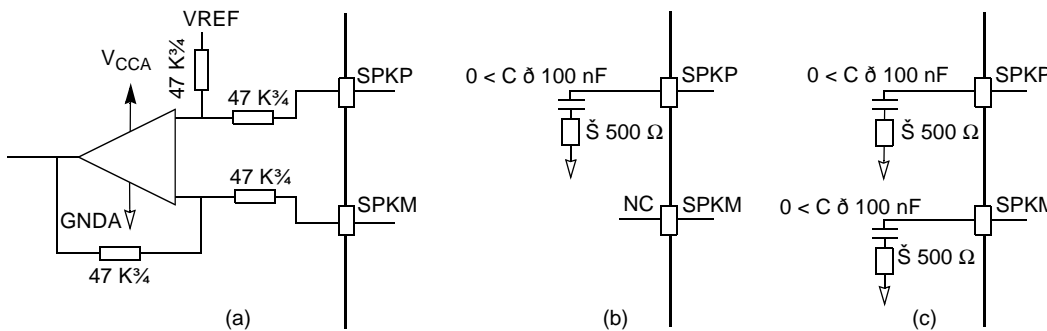 VREF
V_CCA
47 K¾
47 K¾
SPKP
47 K¾
SPKM
GNDA
47 K¾
(a)
0 < C ð 100 nF
SPKP
Š 500 Ω
NC
SPKM
(b)
0 < C ð 100 nF
SPKP
Š 500 Ω
0 < C ð 100 nF
SPKM
Š 500 Ω
(c)